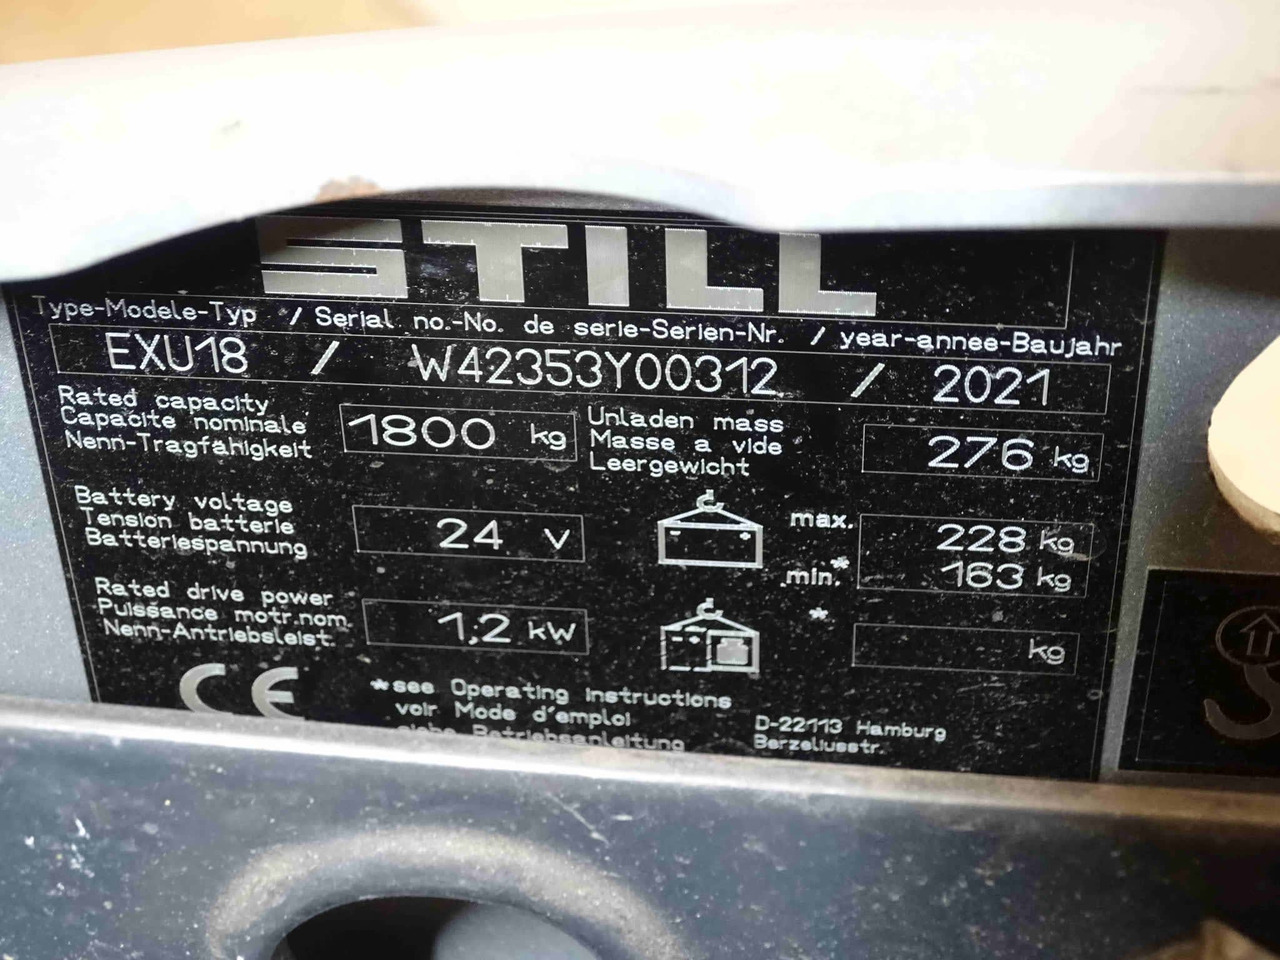 STILL
Type-Modele-Typ / Serial no.-No. de serie-Serien-Nr. / year-annee-Baujahr
EXU18 / W42353Y00312 / 2021
Rated capacity
Capacite nominale
Nenn-Tragfähigkeit
1800 kg
Unladen mass
Masse a vide
Leergewicht
276 kg
Battery voltage
Tension batterie
Batteriespannung
24 V
max. 228 kg
min.* 163 kg
Rated drive power
Puissance motr.nom.
Nenn-Antriebsleist.
1,2 kW
* kg
CE
*see Operating instructions
voir Mode d'emploi
siehe Betriebsanleitung
D-22113 Hamburg
Berzeliusstr.